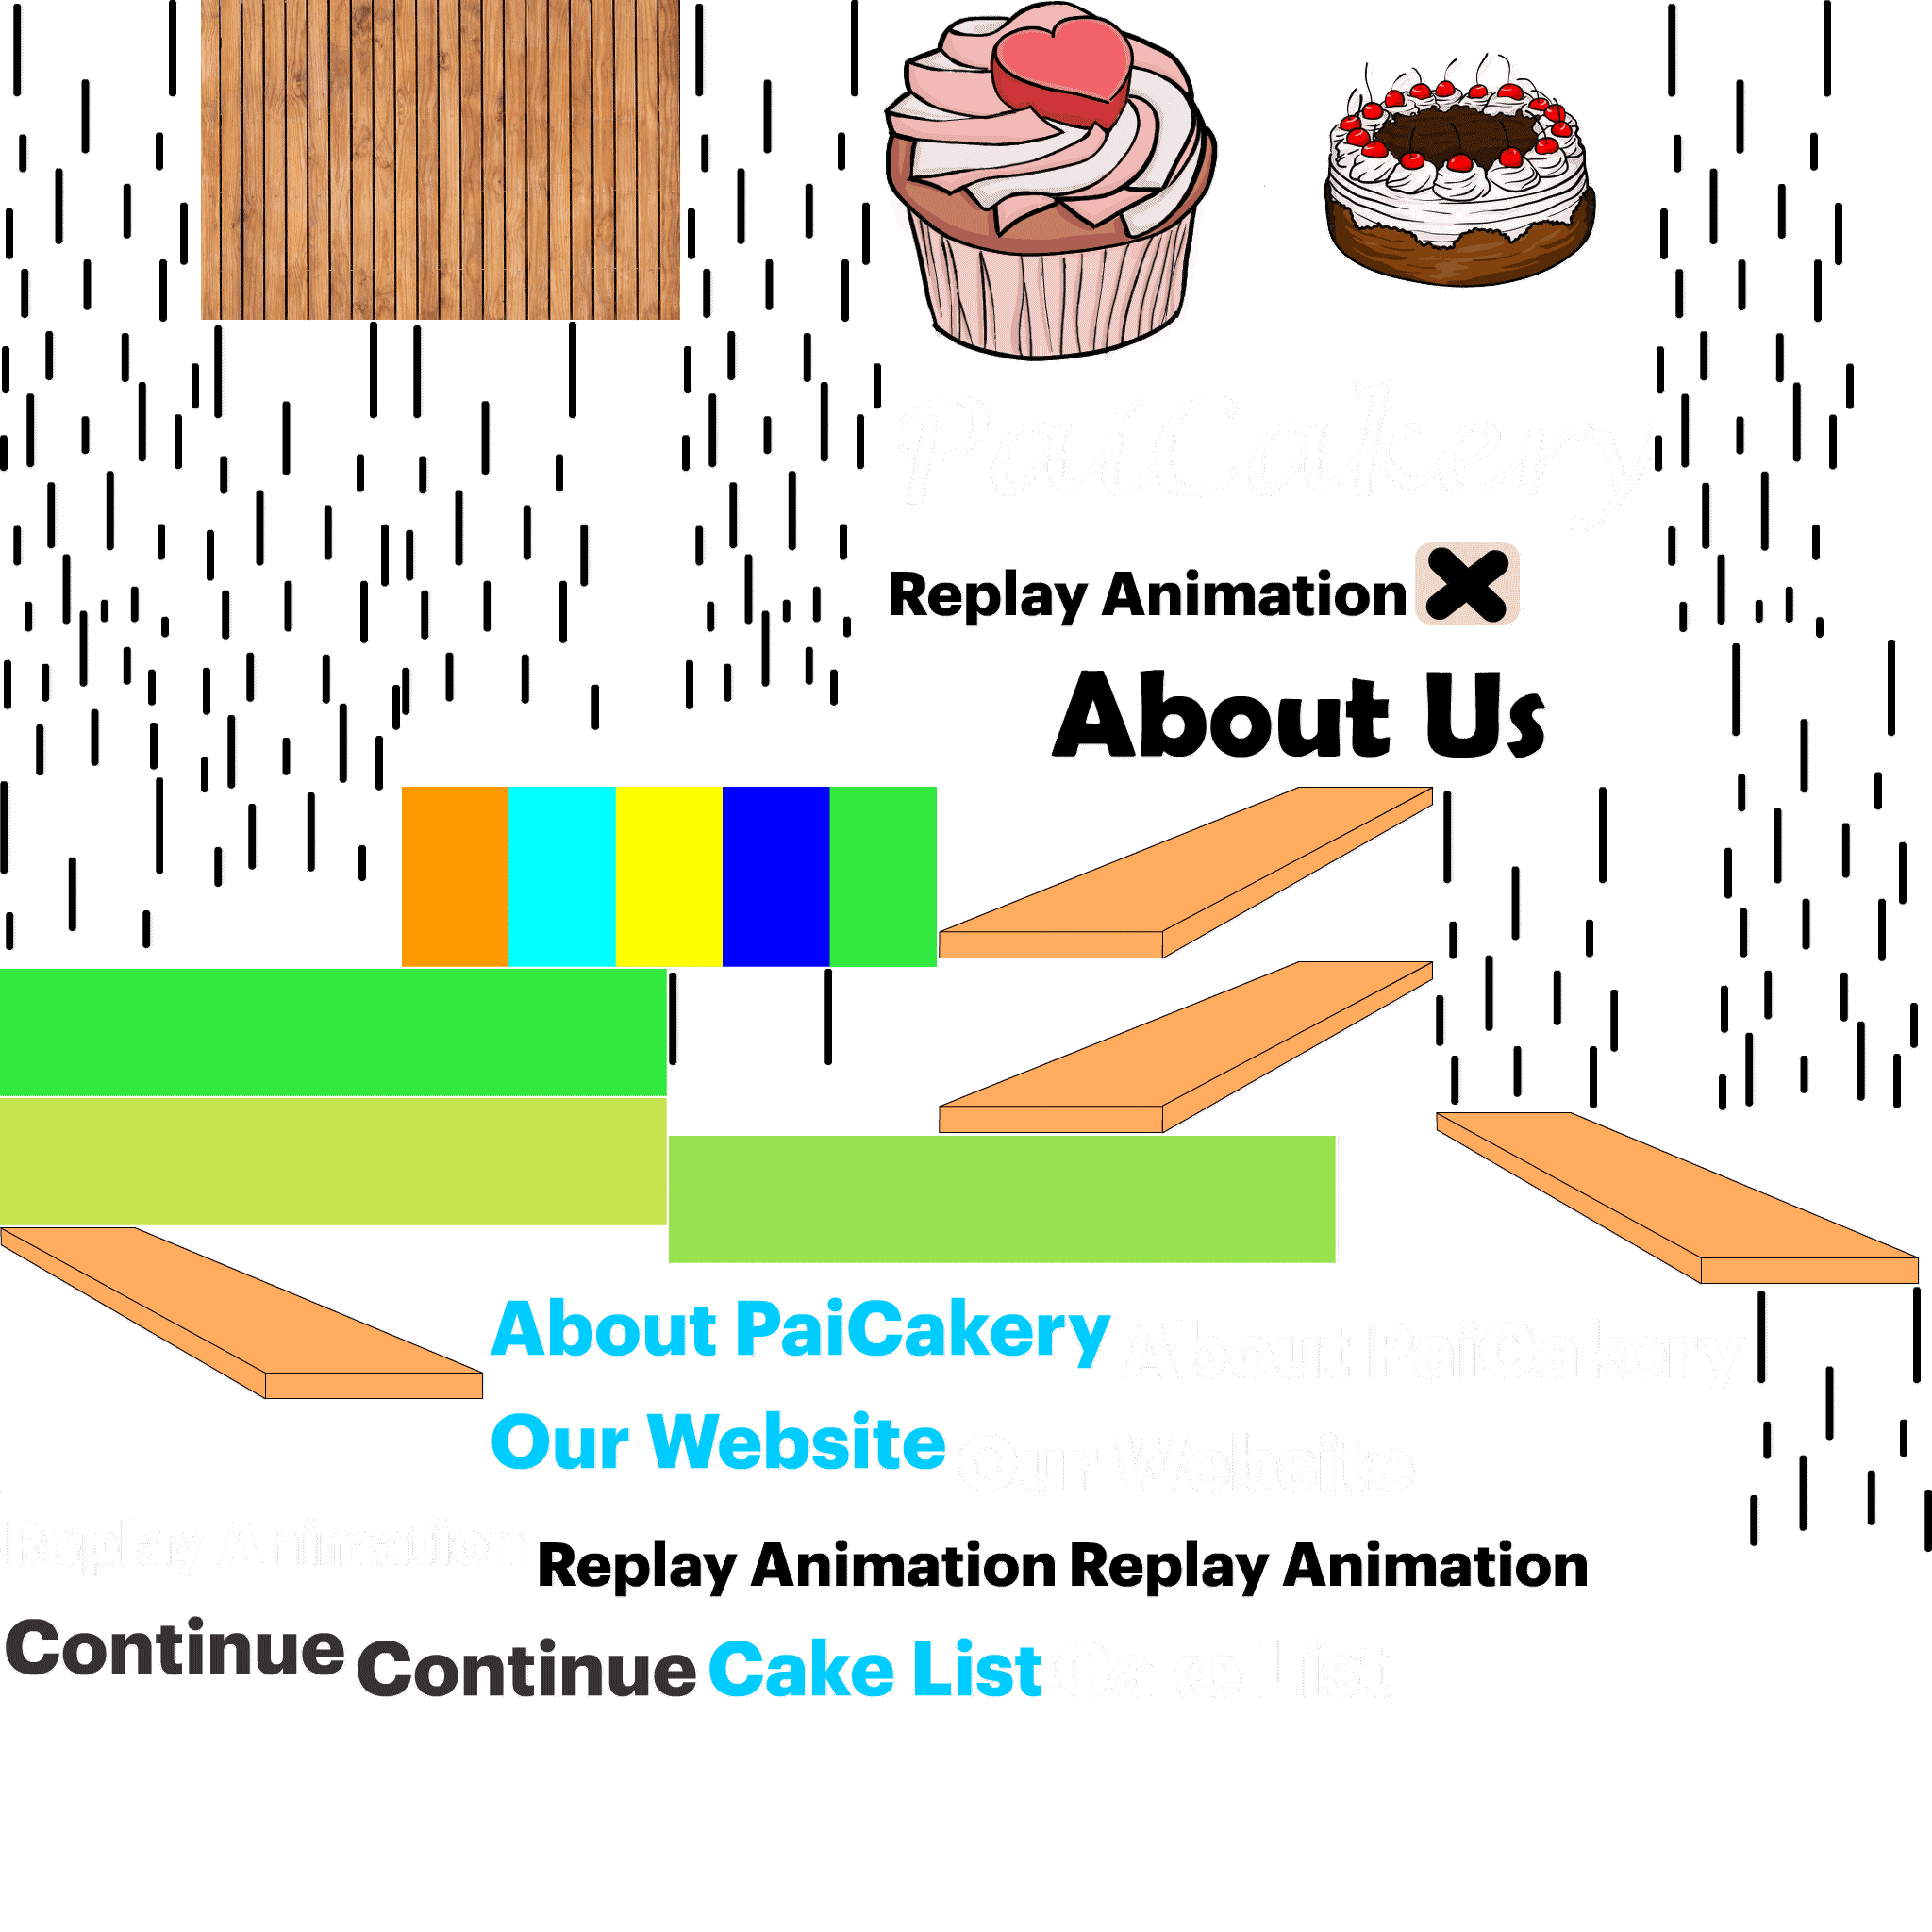 PaiCakery
Replay Animation
About Us
About PaiCakery About PaiCakery
Our Website Our Website
Replay Animation Replay Animation Replay Animation
Continue Continue Cake List Cake List